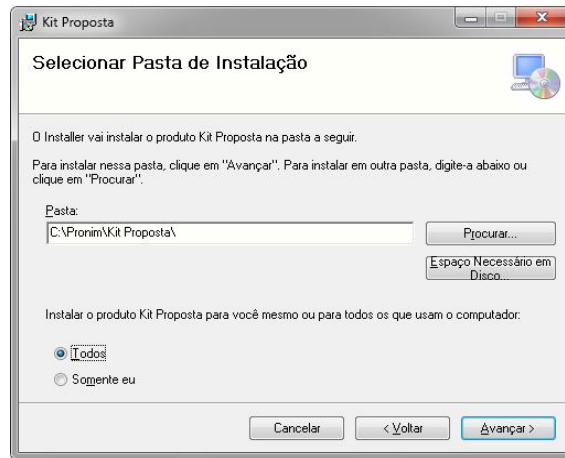 Kit Proposta
Selecionar Pasta de Instalação
O Installer vai instalar o produto Kit Proposta na pasta a seguir.
Para instalar nessa pasta, clique em "Avançar". Para instalar em outra pasta, digite-a abaixo ou
clique em "Procurar".
Pasta:
C:\Pronim\Kit Proposta\
Procurar...
Espaço Necessário em
Disco...
Instalar o produto Kit Proposta para você mesmo ou para todos os que usam o computador:
Todos
Somente eu
Cancelar
< Voltar
Avançar >